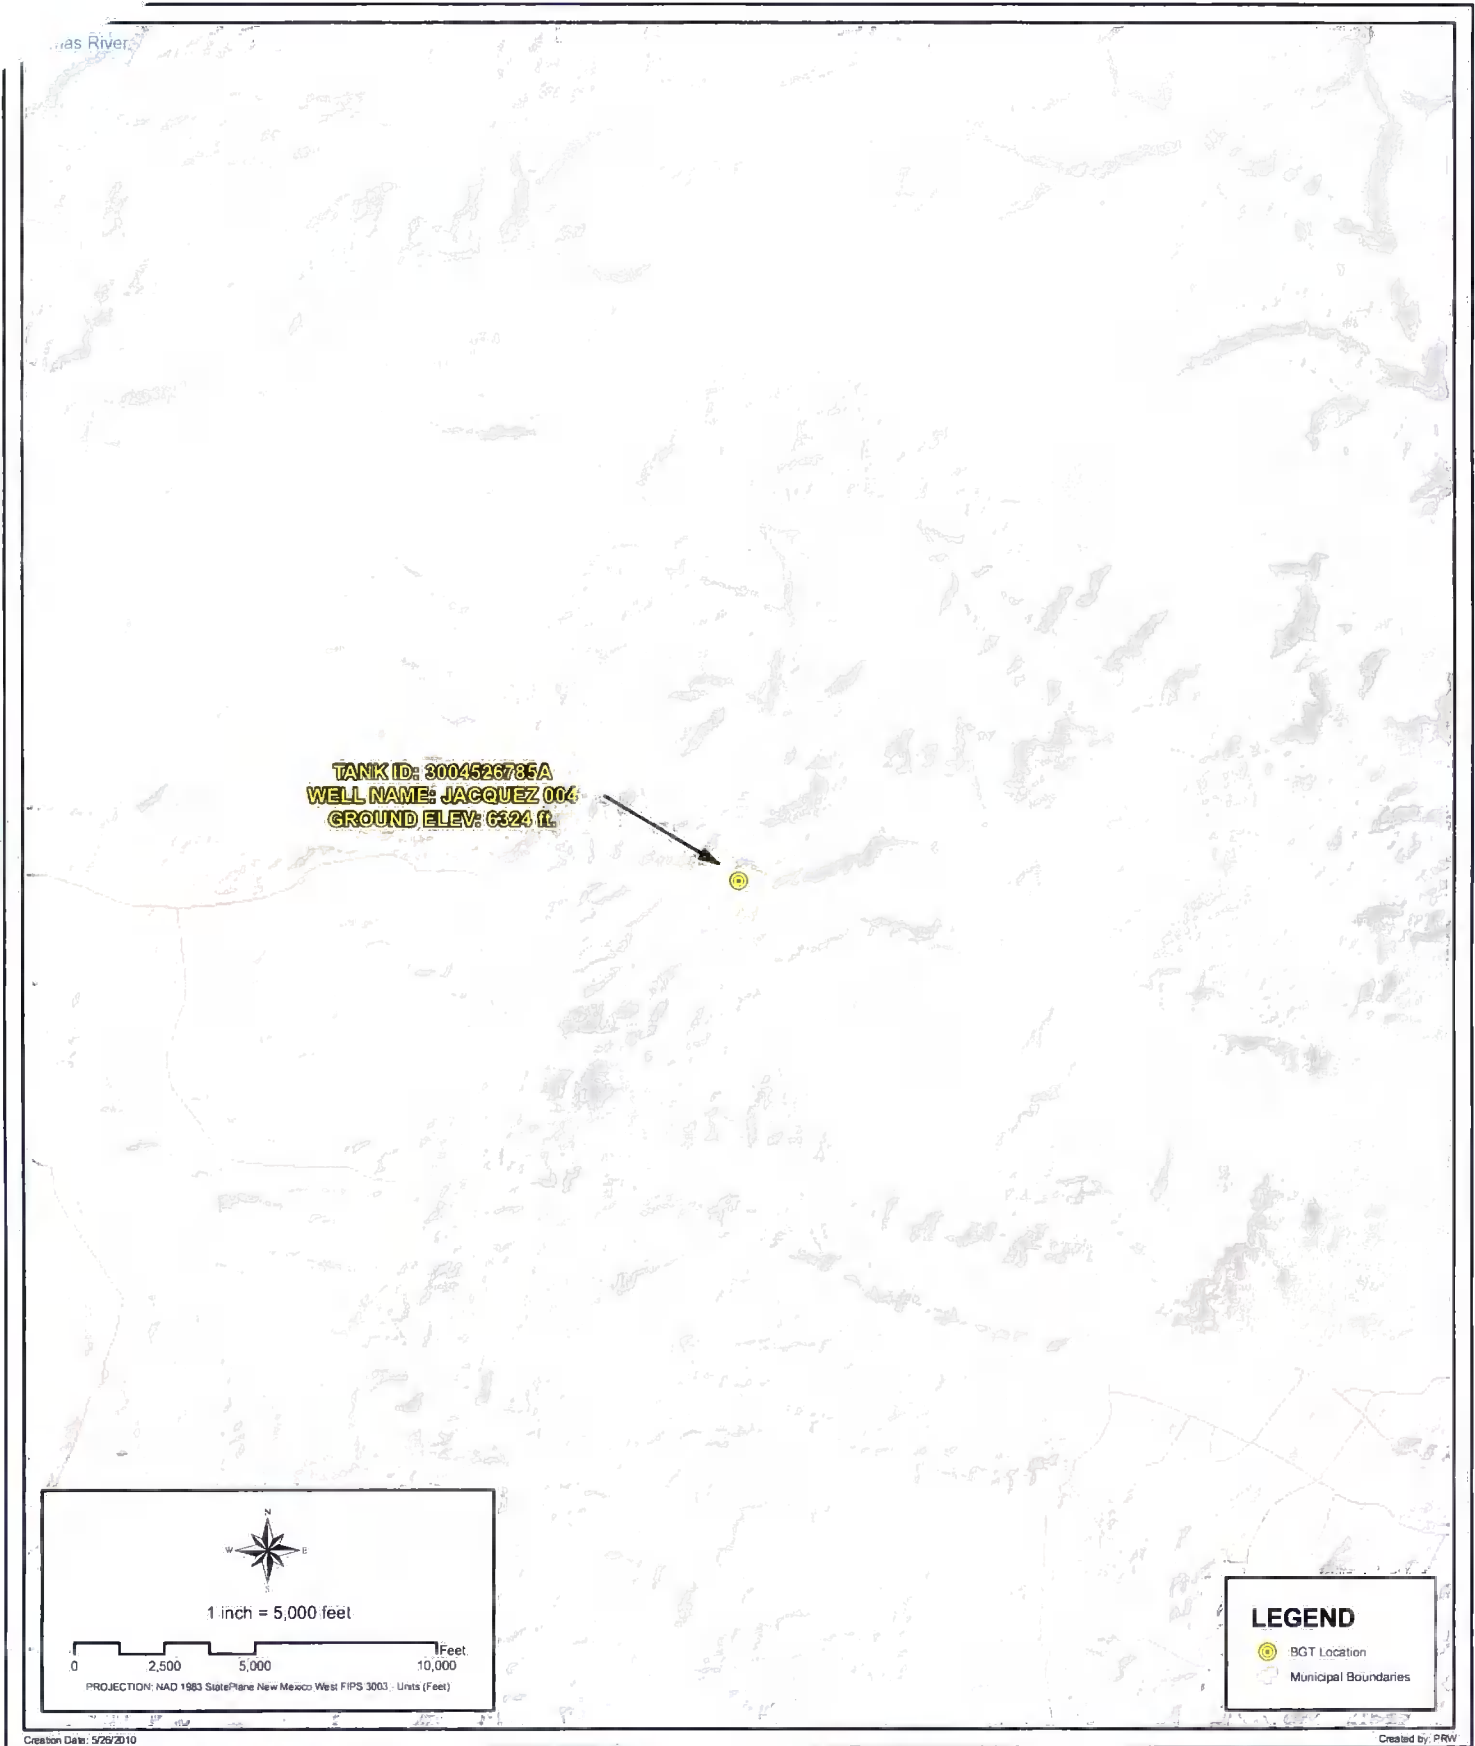 River
TANK ID: 3004526785A
WELL NAME: JACQUEZ 004
GROUND ELEV: 6324 ft.
N
W E
S
1 inch = 5,000 feet
Feet
0 2,500 5,000 10,000
PROJECTION: NAD 1983 StatePlane New Mexico West FIPS 3003 - Units (Feet)
LEGEND
BGT Location
Municipal Boundaries
Creation Date: 5/26/2010
Created by: PRW